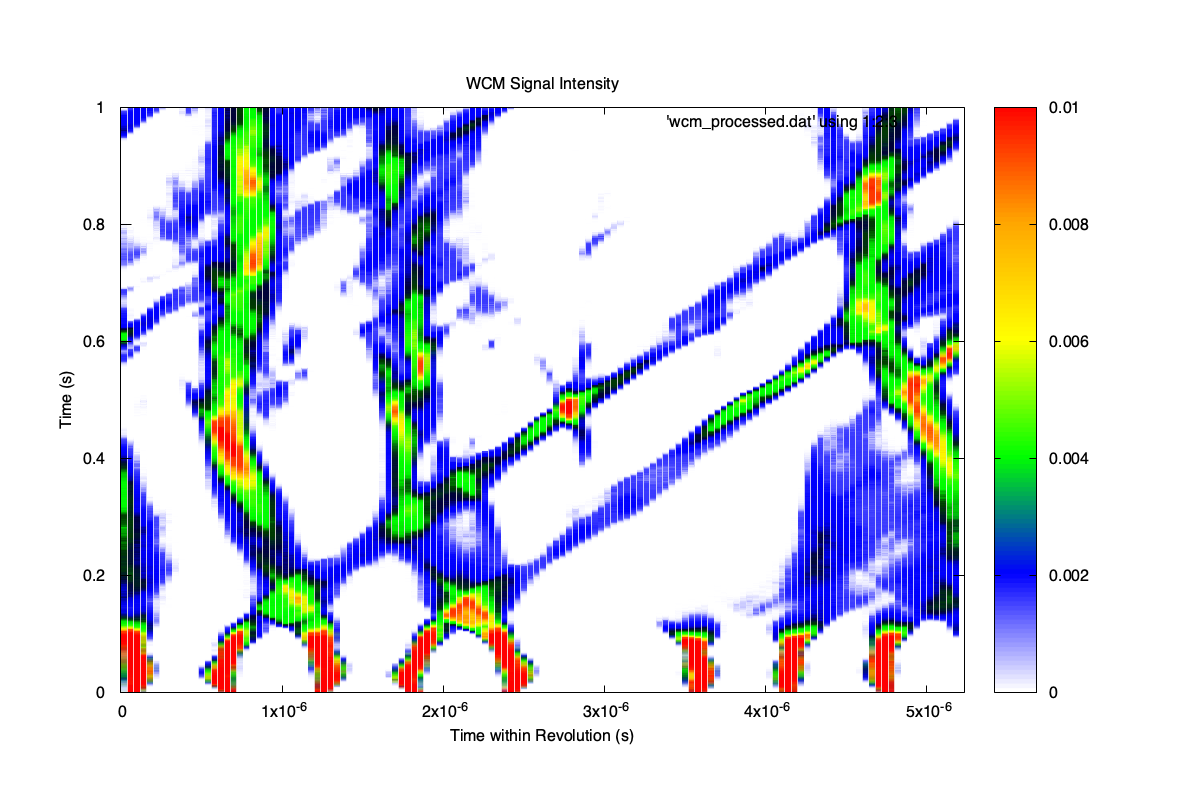 WCM Signal Intensity
'wcm_processed.dat' using 1:2:3
Time (s)
1
0.8
0.6
0.4
0.2
0
0 1x10-6 2x10-6 3x10-6 4x10-6 5x10-6
Time within Revolution (s)
0.01
0.008
0.006
0.004
0.002
0